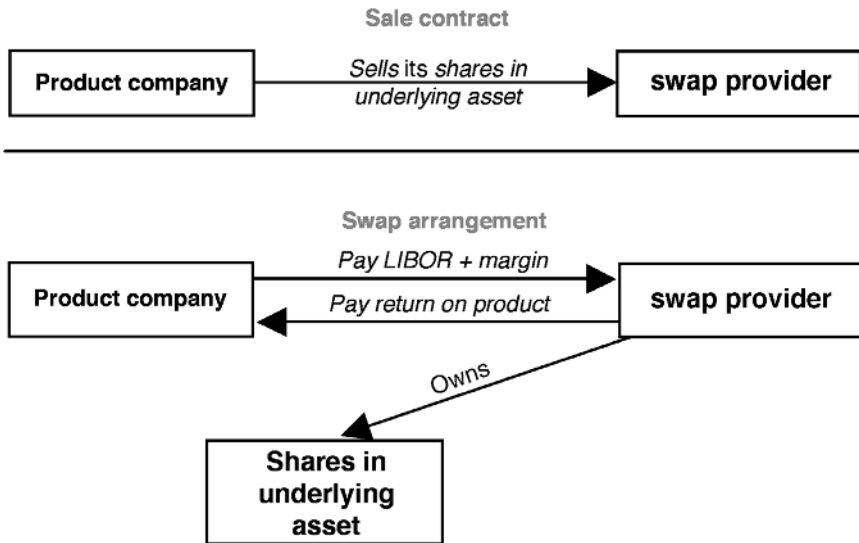 Sale contract
Product company
Sells its shares in
underlying asset
swap provider
Swap arrangement
Product company
Pay LIBOR + margin
Pay return on product
swap provider
Owns
Shares in
underlying
asset